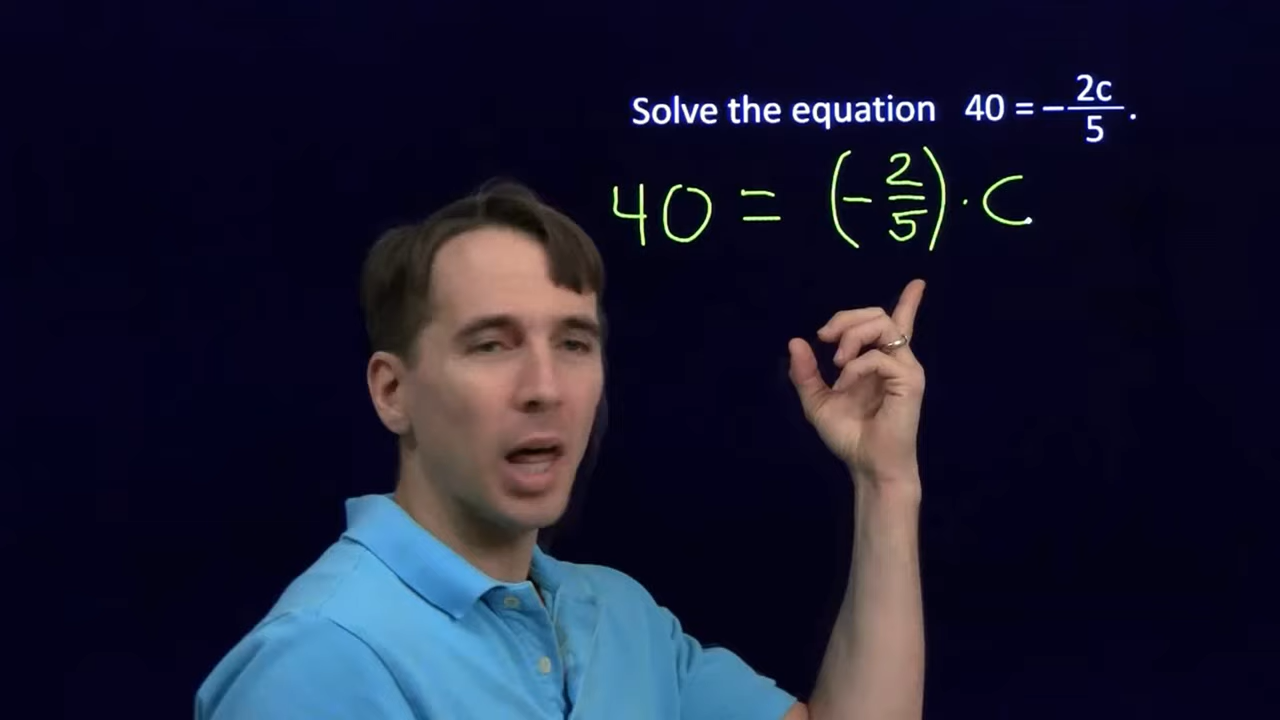 Solve the equation 40 = –2c/5.
40 = (-2/5) · c